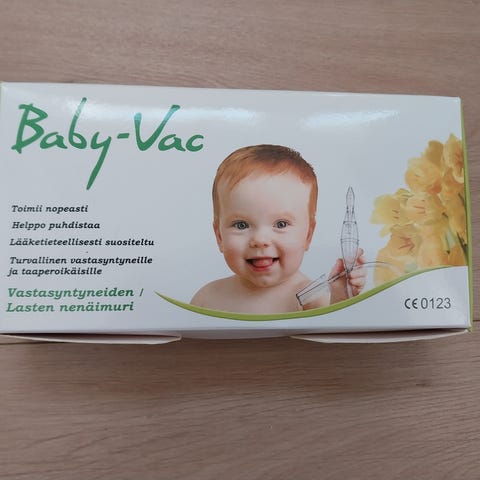 Baby-Vac
Toimii nopeasti
Helppo puhdistaa
Lääketieteellisesti suositeltu
Turvallinen vastasyntyneille
ja taaperoikäisille
Vastasyntyneiden /
Lasten nenäimuri
CE 0123